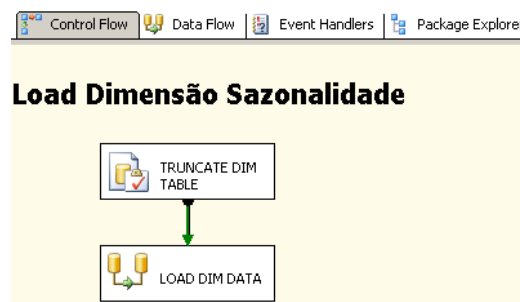 Control Flow Data Flow Event Handlers Package Explore
Load Dimensão Sazonalidade
TRUNCATE DIM
TABLE
LOAD DIM DATA